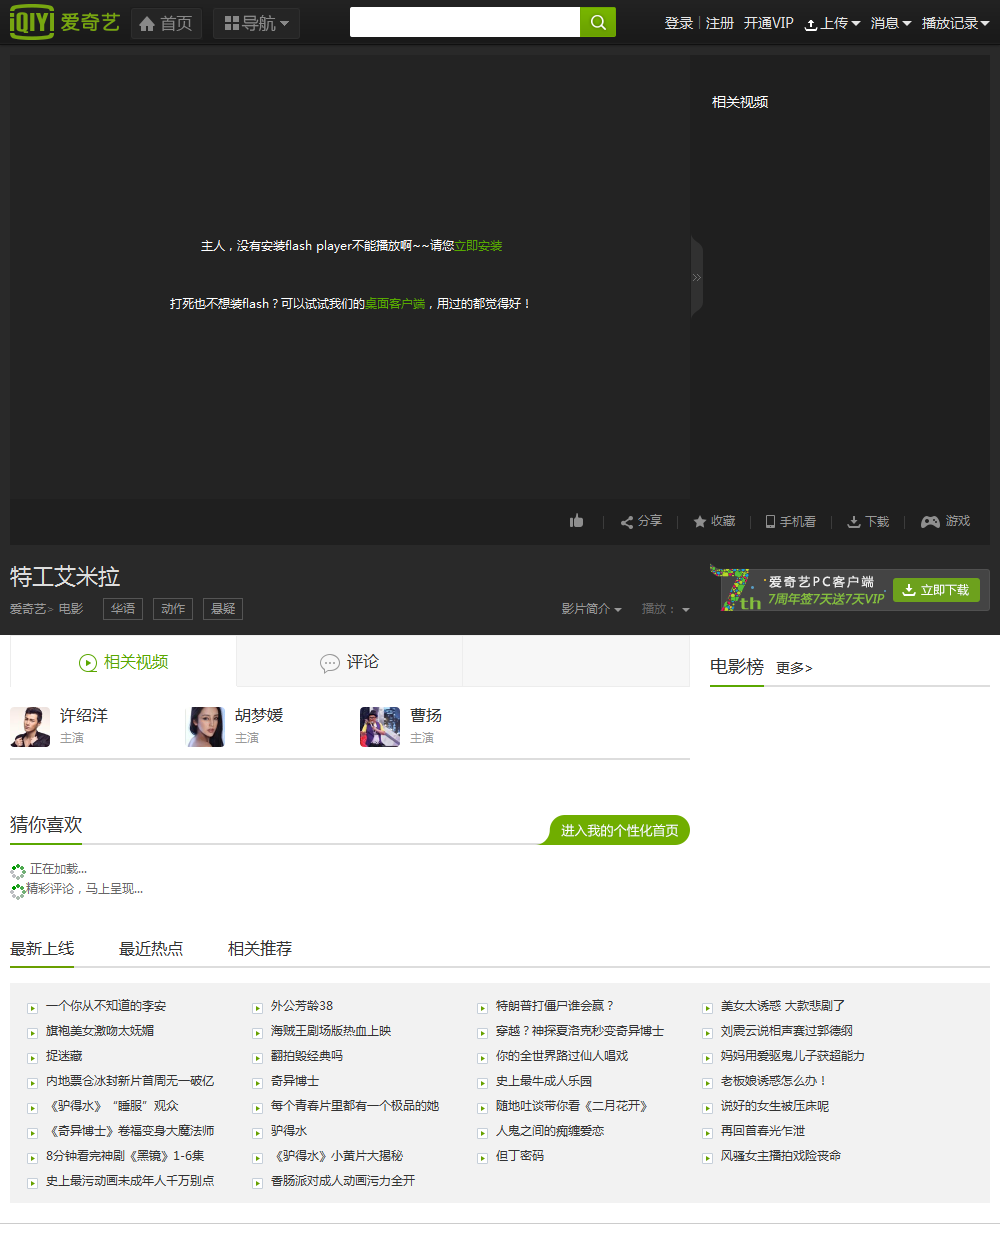 iQIYI 爱奇艺 首页 导航 登录 注册 开通VIP 上传 消息 播放记录
相关视频
主人，没有安装flash player不能播放啊~~请您立即安装
打死也不想装flash？可以试试我们的桌面客户端，用过的都觉得好！
分享 收藏 手机看 下载 游戏
特工艾米拉
爱奇艺> 电影 华语 动作 悬疑 影片简介 播放：
7th 爱奇艺PC客户端 立即下载
7周年签7天送7天VIP
相关视频 评论
电影榜 更多>
许绍洋 胡梦媛 曹扬
主演 主演 主演
猜你喜欢 进入我的个性化首页
正在加载...
精彩评论，马上呈现...
最新上线 最近热点 相关推荐
一个你从不知道的李安 外公芳龄38 特朗普打僵尸谁会赢？ 美女太诱惑 大款悲剧了
旗袍美女激吻太妩媚 海贼王剧场版热血上映 穿越？神探夏洛克秒变奇异博士 刘震云说相声赛过郭德纲
捉迷藏 翻拍毁经典吗 你的全世界路过仙人唱戏 妈妈用爱驱鬼儿子获超能力
内地票仓冰封新片首周无一破亿 奇异博士 史上最牛成人乐园 老板娘诱惑怎么办！
《驴得水》“睡服”观众 每个青春片里都有一个极品的她 随地吐谈带你看《二月花开》 说好的女生被压床呢
《奇异博士》卷福变身大魔法师 驴得水 人鬼之间的痴缠爱恋 再回首春光乍泄
8分钟看完神剧《黑镜》1-6集 《驴得水》小黄片大揭秘 但丁密码 风骚女主播拍戏险丧命
史上最污动画未成年人千万别点 香肠派对成人动画污力全开